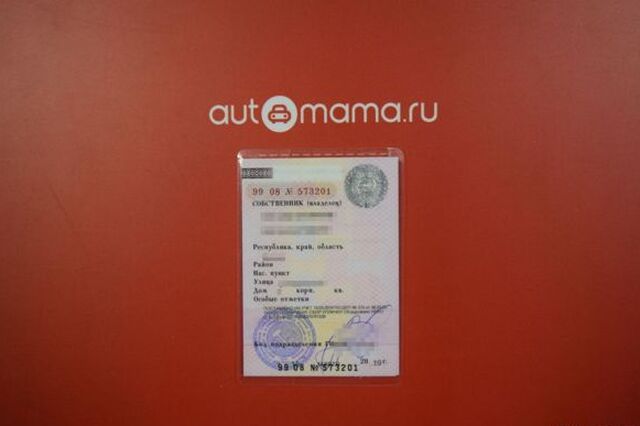 automama.ru
99 08 № 573201
СОБСТВЕННИК (владелец)
Республика, край, область
Район
Нас. пункт
Улица
Дом корп. кв.
Особые отметки
Код подразделения ГИ
20 г.
99 08 № 573201